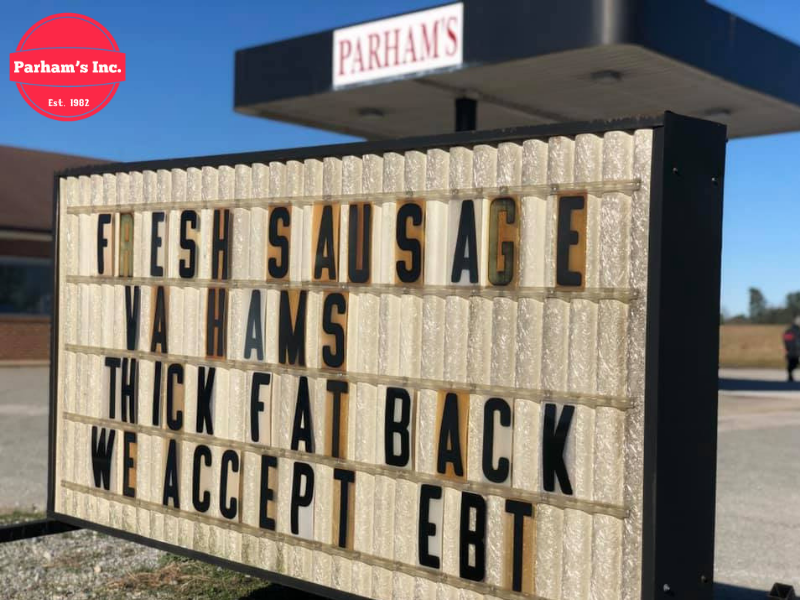 Parham's Inc.
Est. 1982
PARHAM'S
FRESH SAUSAGE
VA HAMS
THICK FAT BACK
WE ACCEPT EBT